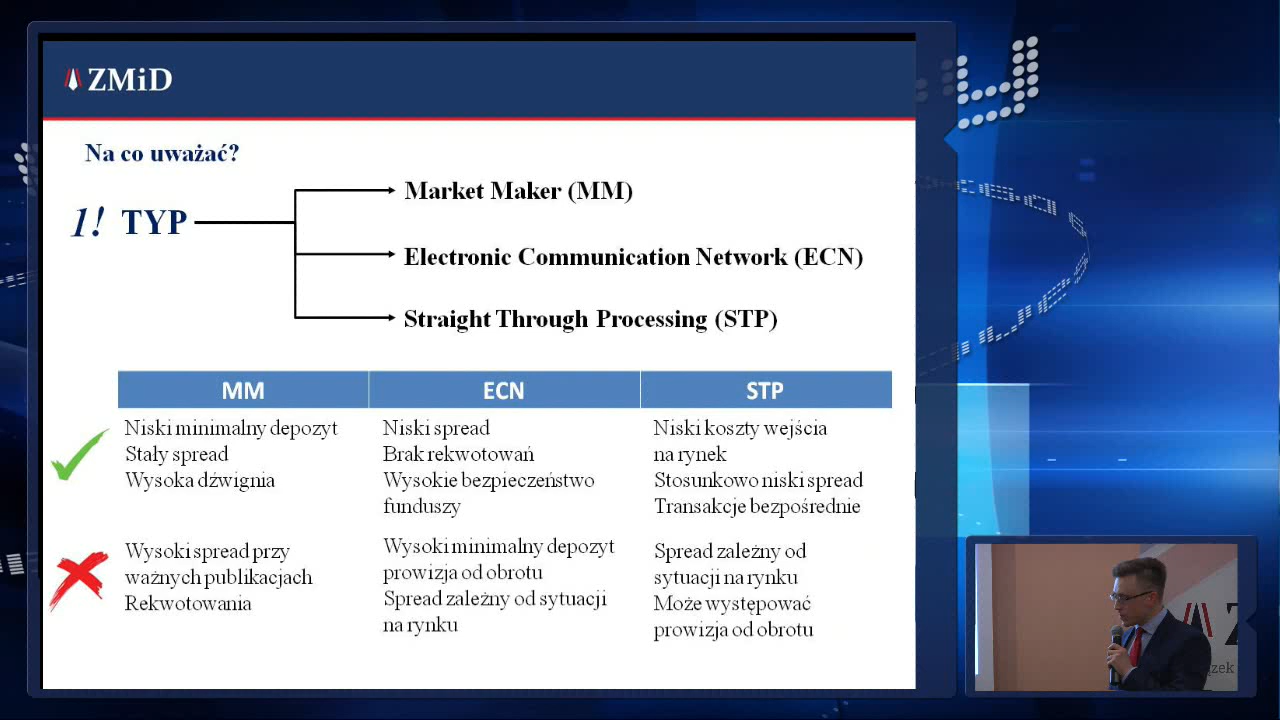 ZMiD
Na co uważać?
1! TYP
Market Maker (MM)
Electronic Communication Network (ECN)
Straight Through Processing (STP)
MM ECN STP
Niski minimalny depozyt
Stały spread
Wysoka dźwignia
Niski spread
Brak rekwotowań
Wysokie bezpieczeństwo
funduszy
Niski koszty wejścia
na rynek
Stosunkowo niski spread
Transakcje bezpośrednie
Wysoki spread przy
ważnych publikacjach
Rekwotowania
Wysoki minimalny depozyt
prowizja od obrotu
Spread zależny od sytuacji
na rynku
Spread zależny od
sytuacji na rynku
Może występować
prowizja od obrotu